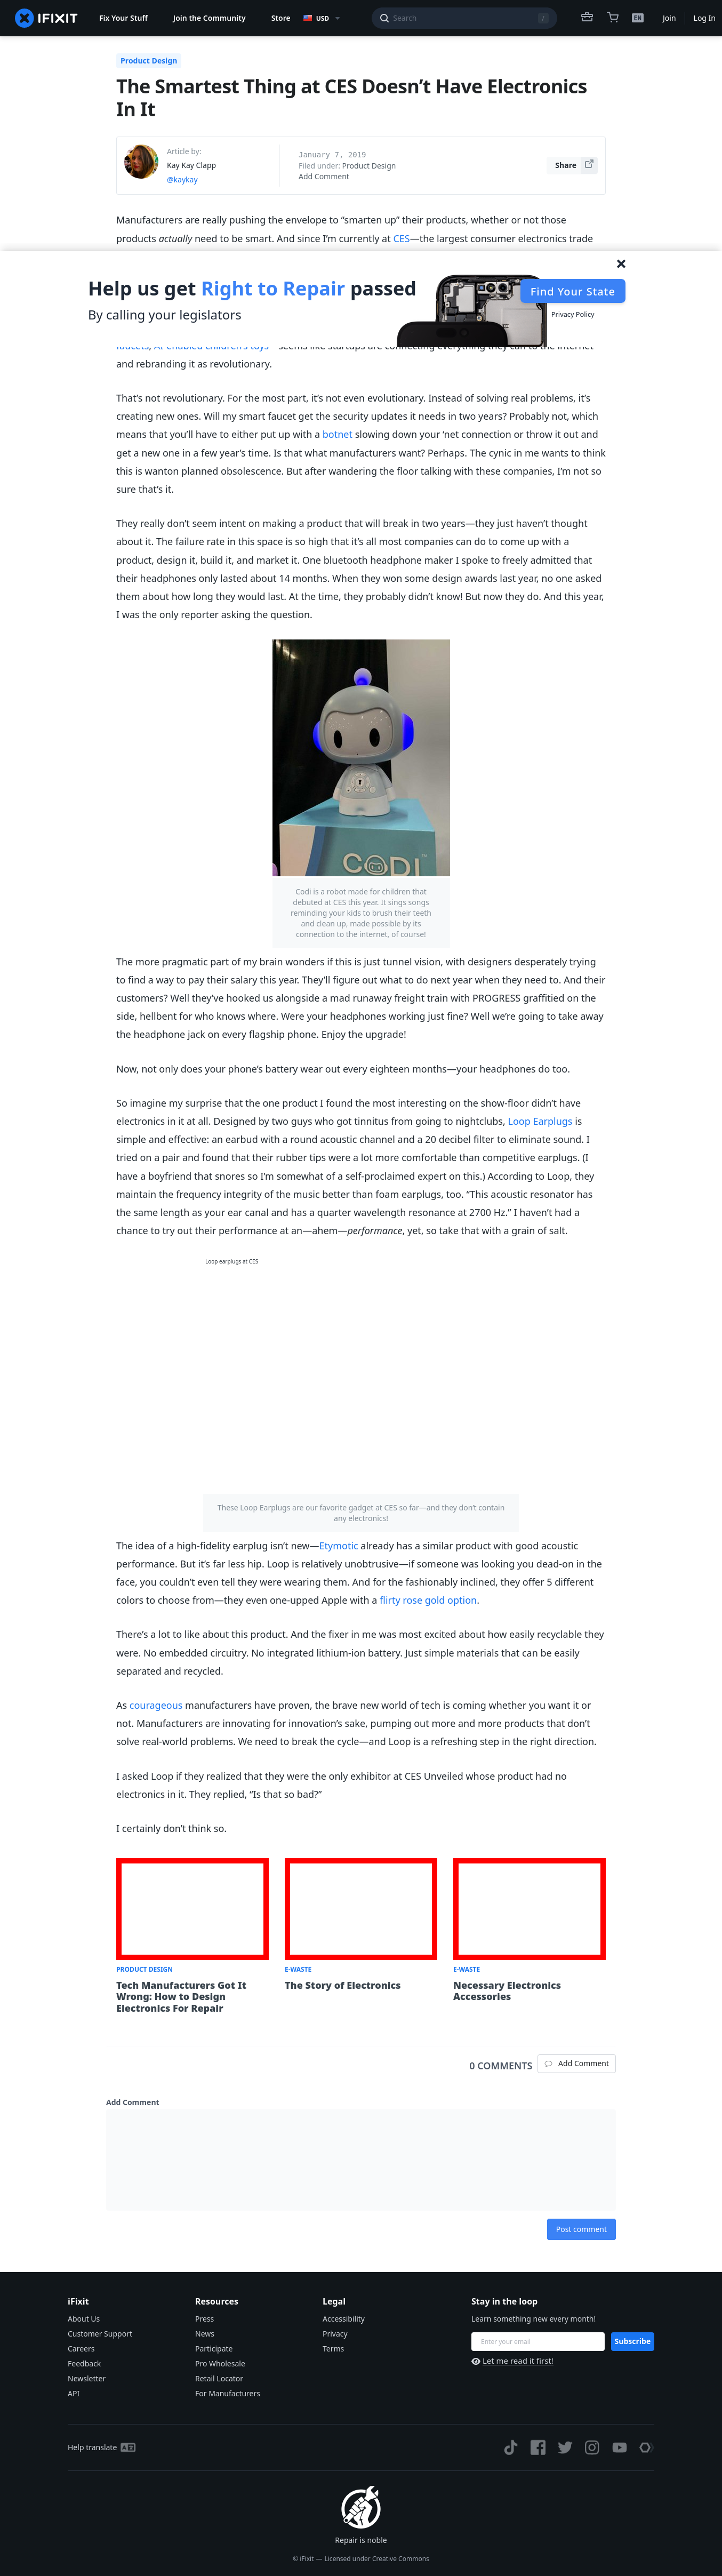 IFIXIT
Fix Your Stuff
Join the Community
Store
USD
Search
/
EN
Join
Log In
Product Design
The Smartest Thing at CES Doesn’t Have Electronics
In It
Article by:
Kay Kay Clapp
@kaykay
January 7, 2019
Filed under: Product Design
Add Comment
Share
Manufacturers are really pushing the envelope to “smarten up” their products, whether or not those
products actually need to be smart. And since I’m currently at CES—the largest consumer electronics trade
Help us get Right to Repair passed
By calling your legislators
Find Your State
Privacy Policy
and rebranding it as revolutionary.
That’s not revolutionary. For the most part, it’s not even evolutionary. Instead of solving real problems, it’s
creating new ones. Will my smart faucet get the security updates it needs in two years? Probably not, which
means that you’ll have to either put up with a botnet slowing down your ‘net connection or throw it out and
get a new one in a few year’s time. Is that what manufacturers want? Perhaps. The cynic in me wants to think
this is wanton planned obsolescence. But after wandering the floor talking with these companies, I’m not so
sure that’s it.
They really don’t seem intent on making a product that will break in two years—they just haven’t thought
about it. The failure rate in this space is so high that it’s all most companies can do to come up with a
product, design it, build it, and market it. One bluetooth headphone maker I spoke to freely admitted that
their headphones only lasted about 14 months. When they won some design awards last year, no one asked
them about how long they would last. At the time, they probably didn’t know! But now they do. And this year,
I was the only reporter asking the question.
CODI
Codi is a robot made for children that
debuted at CES this year. It sings songs
reminding your kids to brush their teeth
and clean up, made possible by its
connection to the internet, of course!
The more pragmatic part of my brain wonders if this is just tunnel vision, with designers desperately trying
to find a way to pay their salary this year. They’ll figure out what to do next year when they need to. And their
customers? Well they’ve hooked us alongside a mad runaway freight train with PROGRESS graffitied on the
side, hellbent for who knows where. Were your headphones working just fine? Well we’re going to take away
the headphone jack on every flagship phone. Enjoy the upgrade!
Now, not only does your phone’s battery wear out every eighteen months—your headphones do too.
So imagine my surprise that the one product I found the most interesting on the show-floor didn’t have
electronics in it at all. Designed by two guys who got tinnitus from going to nightclubs, Loop Earplugs is
simple and effective: an earbud with a round acoustic channel and a 20 decibel filter to eliminate sound. I
tried on a pair and found that their rubber tips were a lot more comfortable than competitive earplugs. (I
have a boyfriend that snores so I’m somewhat of a self-proclaimed expert on this.) According to Loop, they
maintain the frequency integrity of the music better than foam earplugs, too. “This acoustic resonator has
the same length as your ear canal and has a quarter wavelength resonance at 2700 Hz.” I haven’t had a
chance to try out their performance at an—ahem—performance, yet, so take that with a grain of salt.
Loop earplugs at CES
These Loop Earplugs are our favorite gadget at CES so far—and they don’t contain
any electronics!
The idea of a high-fidelity earplug isn’t new—Etymotic already has a similar product with good acoustic
performance. But it’s far less hip. Loop is relatively unobtrusive—if someone was looking you dead-on in the
face, you couldn’t even tell they were wearing them. And for the fashionably inclined, they offer 5 different
colors to choose from—they even one-upped Apple with a flirty rose gold option.
There’s a lot to like about this product. And the fixer in me was most excited about how easily recyclable they
were. No embedded circuitry. No integrated lithium-ion battery. Just simple materials that can be easily
separated and recycled.
As courageous manufacturers have proven, the brave new world of tech is coming whether you want it or
not. Manufacturers are innovating for innovation’s sake, pumping out more and more products that don’t
solve real-world problems. We need to break the cycle—and Loop is a refreshing step in the right direction.
I asked Loop if they realized that they were the only exhibitor at CES Unveiled whose product had no
electronics in it. They replied, “Is that so bad?”
I certainly don’t think so.
PRODUCT DESIGN
Tech Manufacturers Got It
Wrong: How to Design
Electronics For Repair
E-WASTE
The Story of Electronics
E-WASTE
Necessary Electronics
Accessories
0 COMMENTS
Add Comment
Add Comment
Post comment
iFixit
About Us
Customer Support
Careers
Feedback
Newsletter
API
Resources
Press
News
Participate
Pro Wholesale
Retail Locator
For Manufacturers
Legal
Accessibility
Privacy
Terms
Stay in the loop
Learn something new every month!
Enter your email
Subscribe
Let me read it first!
Help translate
Repair is noble
© iFixit — Licensed under Creative Commons